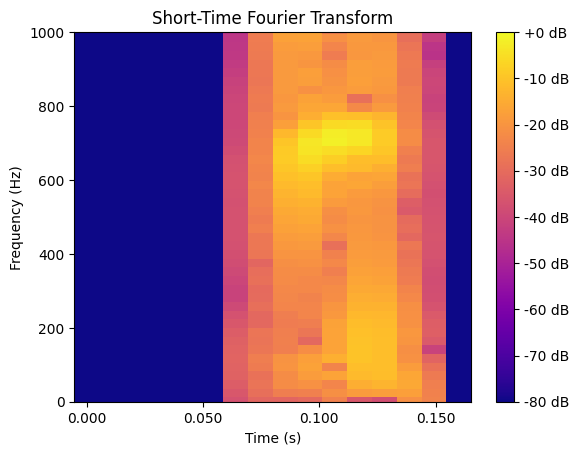 Short-Time Fourier Transform
1000
800
600
400
200
0
Frequency (Hz)
0.000
0.050
0.100
0.150
Time (s)
+0 dB
-10 dB
-20 dB
-30 dB
-40 dB
-50 dB
-60 dB
-70 dB
-80 dB